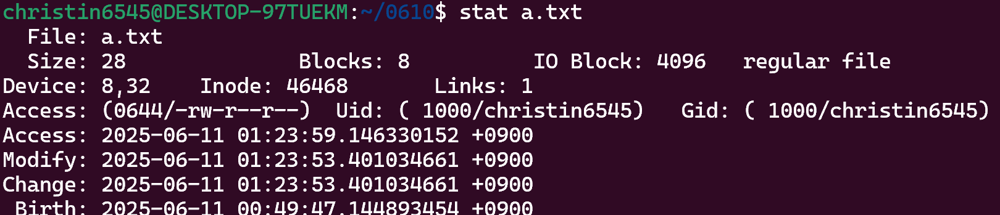 christin6545@DESKTOP-97TUEKM:~/0610$ stat a.txt
  File: a.txt
  Size: 28              Blocks: 8          IO Block: 4096   regular file
Device: 8,32    Inode: 46468       Links: 1
Access: (0644/-rw-r--r--)  Uid: ( 1000/christin6545)   Gid: ( 1000/christin6545)
Access: 2025-06-11 01:23:59.146330152 +0900
Modify: 2025-06-11 01:23:53.401034661 +0900
Change: 2025-06-11 01:23:53.401034661 +0900
 Birth: 2025-06-11 00:49:47.144893454 +0900